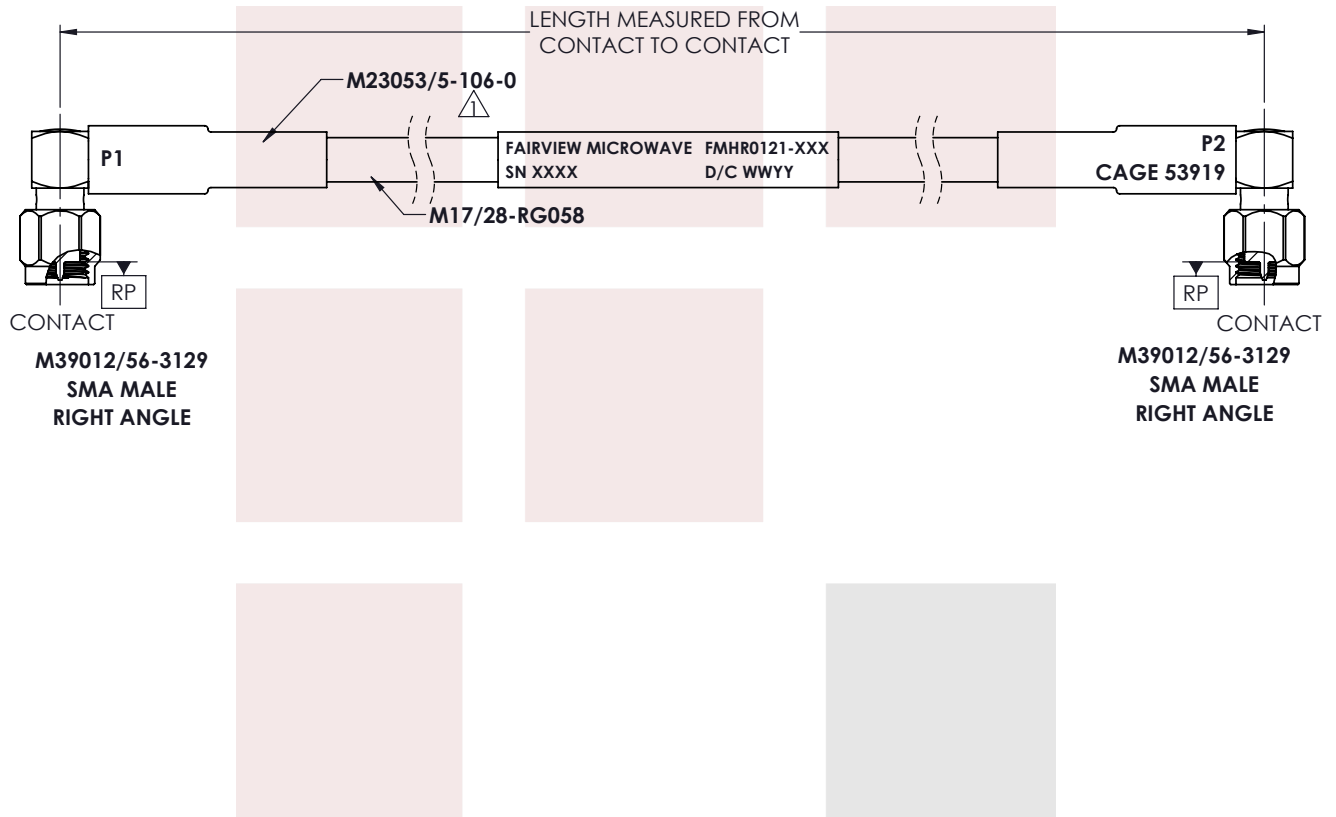 LENGTH MEASURED FROM
CONTACT TO CONTACT
M23053/5-106-0
1
P1
FAIRVIEW MICROWAVE FMHR0121-XXX
SN XXXX D/C WWYY
P2
CAGE 53919
M17/28-RG058
RP
CONTACT
M39012/56-3129
SMA MALE
RIGHT ANGLE
RP
CONTACT
M39012/56-3129
SMA MALE
RIGHT ANGLE